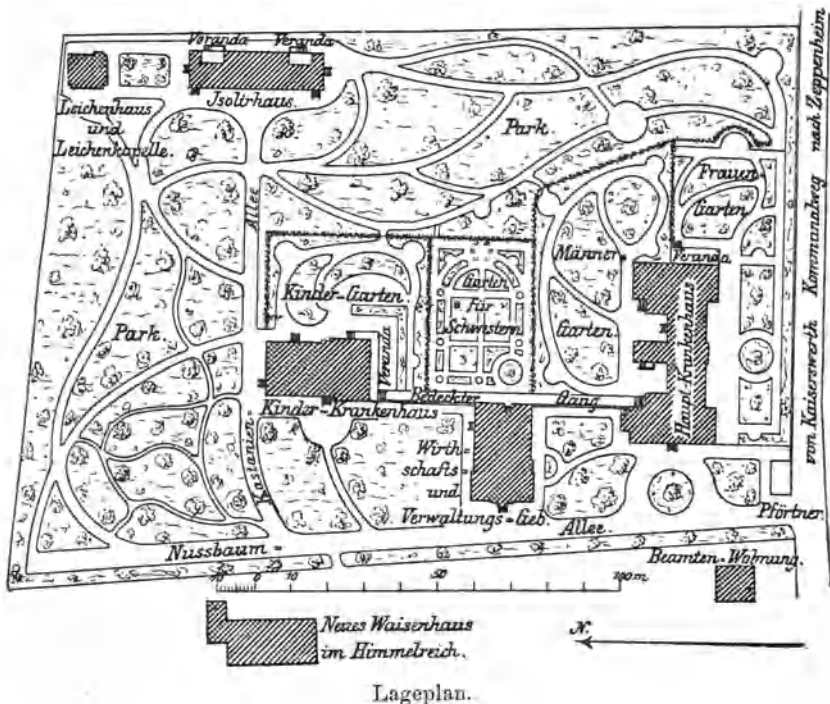 Veranda Veranda
Isolirhaus.
Leichenhaus
und
Leichenkapelle.
Park.
Frauen-
Garten
Allee
Männer-
Garten
Veranda
Kinder-Garten
Garten
für
Schwestern
Park.
Veranda
Haupt-Krankenhaus
Bedeckter Gang
Kinder-Krankenhaus
Kastanien-
Wirth-
schafts-
und
Verwaltungs-Geb.
Allee.
Nussbaum-
Pförtner.
vom Kaiserswerth Kommunalweg nach Zeppenheim
Beamten-Wohnung.
10 0 10 50 100 m
Neues Waisenhaus
im Himmelreich.
N.
Lageplan.